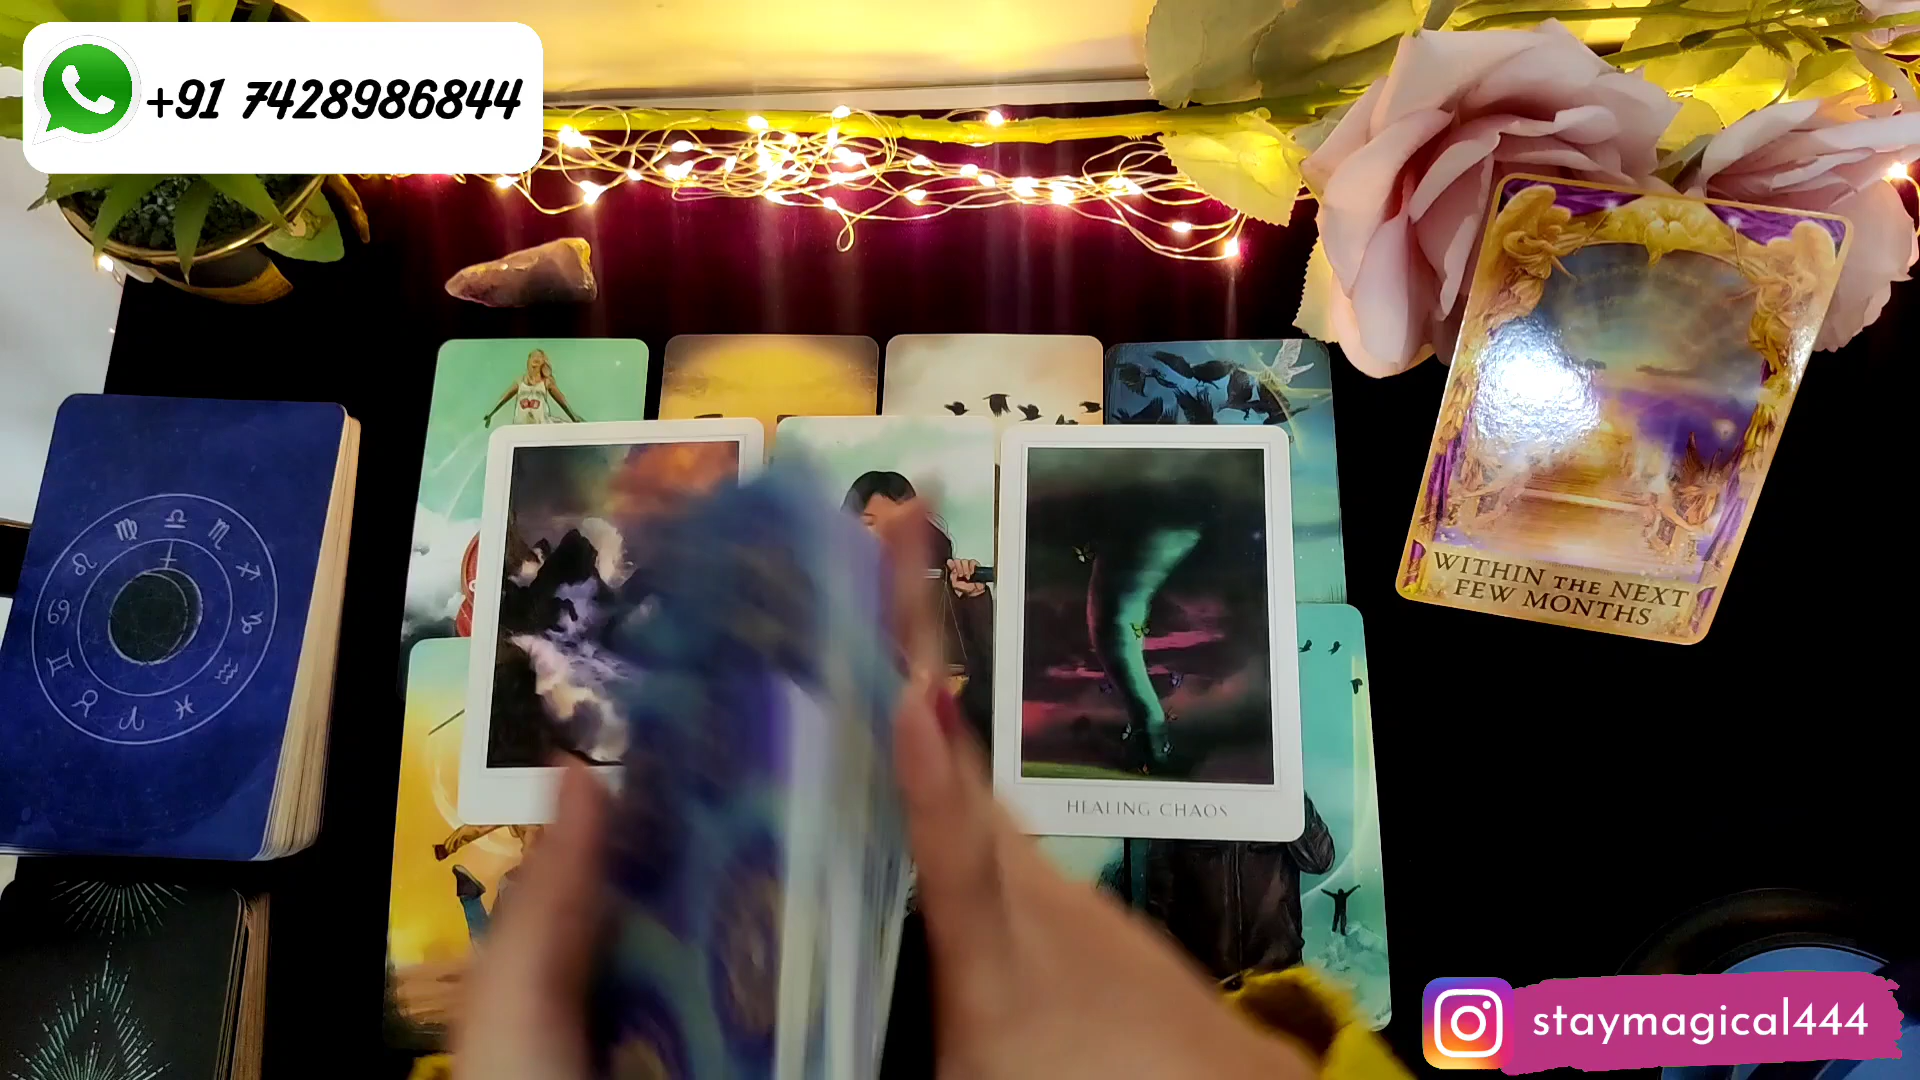 +91 7428986844
WITHIN THE NEXT
FEW MONTHS
HEALING CHAOS
staymagical444